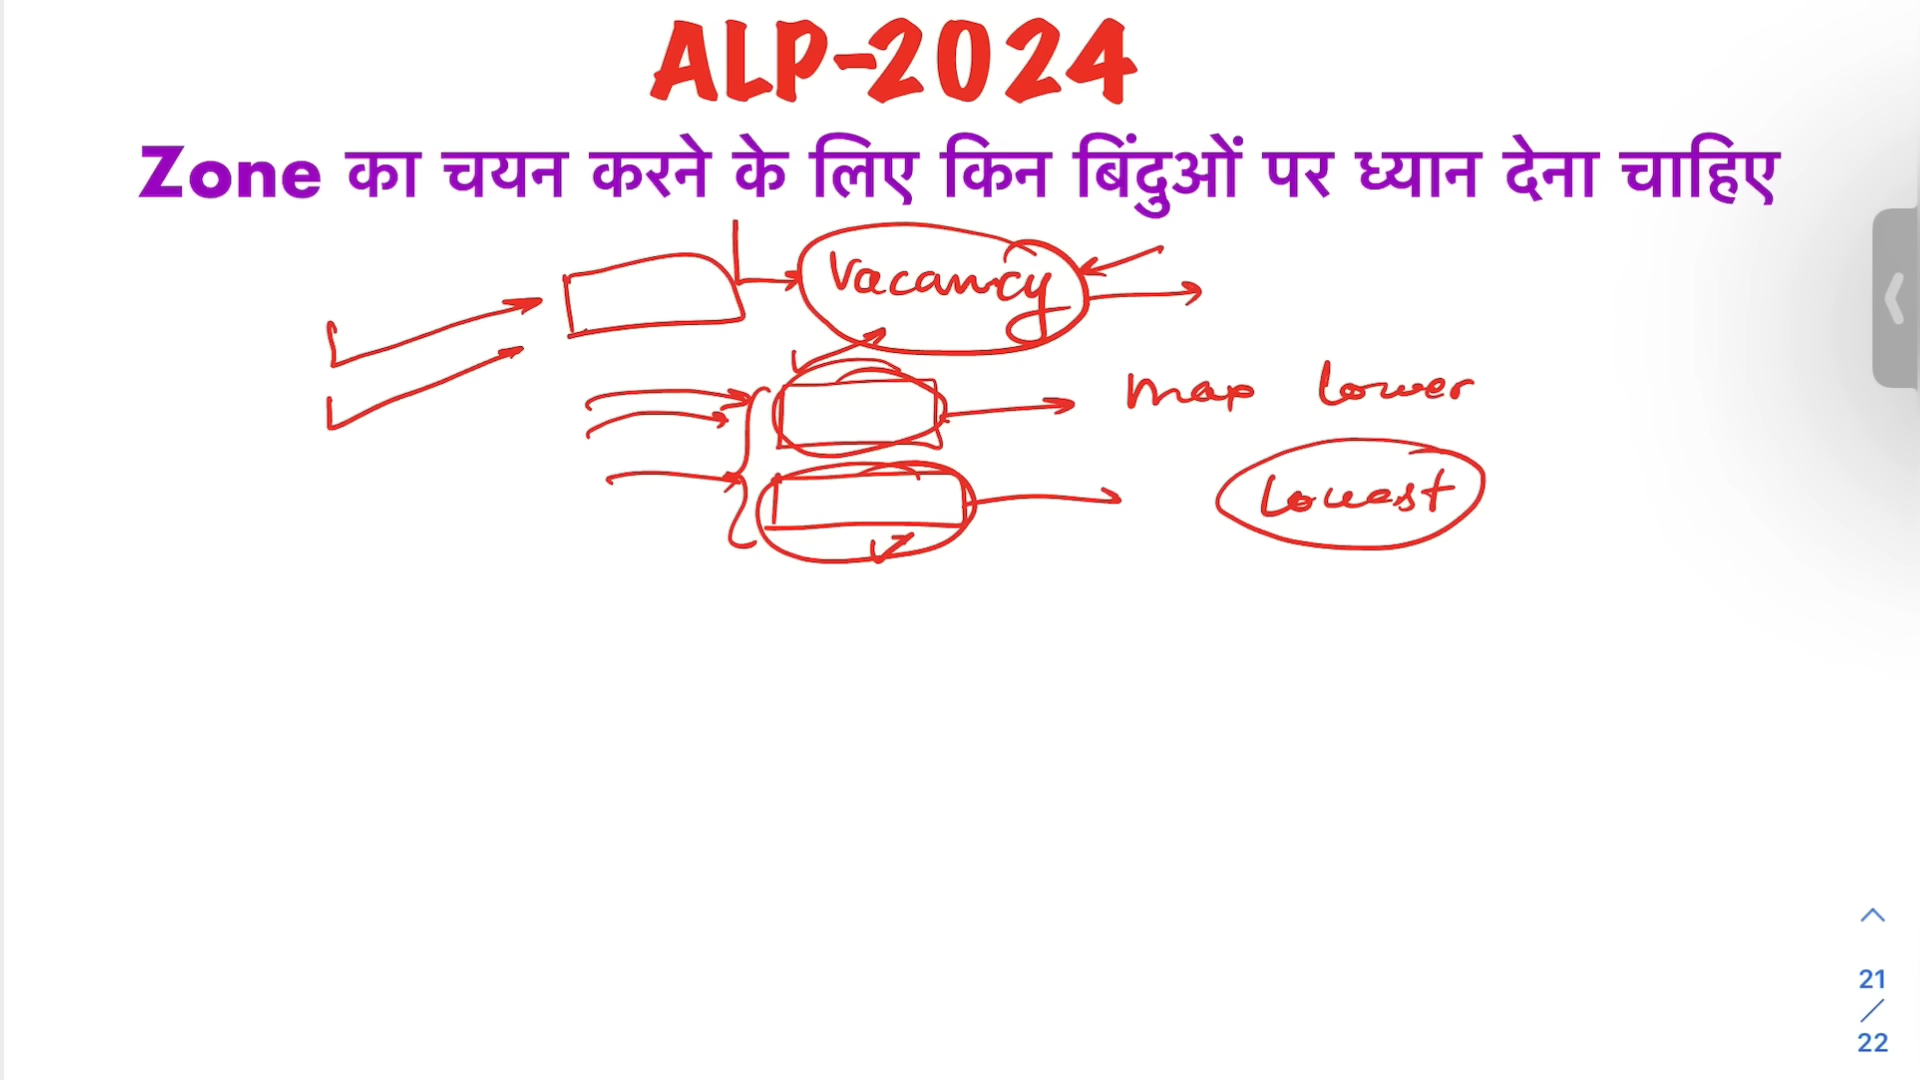 ALP-2024
Zone का चयन करने के लिए किन बिंदुओं पर ध्यान देना चाहिए
Vacancy
map lower
Lowest
21
/
22